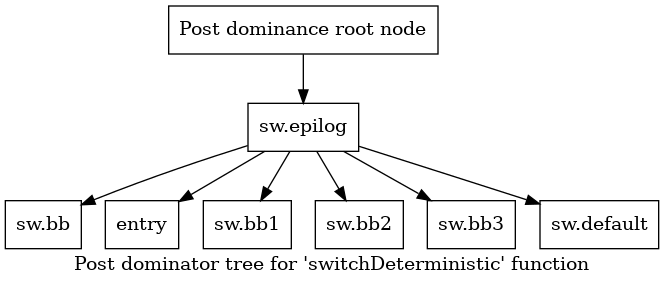 Post dominance root node
sw.epilog
sw.bb
entry
sw.bb1
sw.bb2
sw.bb3
sw.default
Post dominator tree for 'switchDeterministic' function